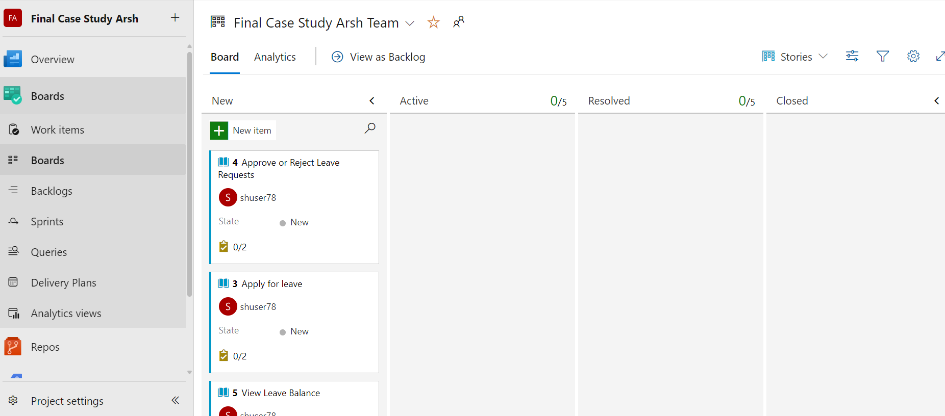 FA Final Case Study Arsh +
Overview
Boards
Work items
Boards
Backlogs
Sprints
Queries
Delivery Plans
Analytics views
Repos
Project settings
Final Case Study Arsh Team
Board Analytics View as Backlog Stories
New Active 0/5 Resolved 0/5 Closed
+ New item
4 Approve or Reject Leave
Requests
S shuser78
State New
0/2
3 Apply for leave
S shuser78
State New
0/2
5 View Leave Balance
S shuser78